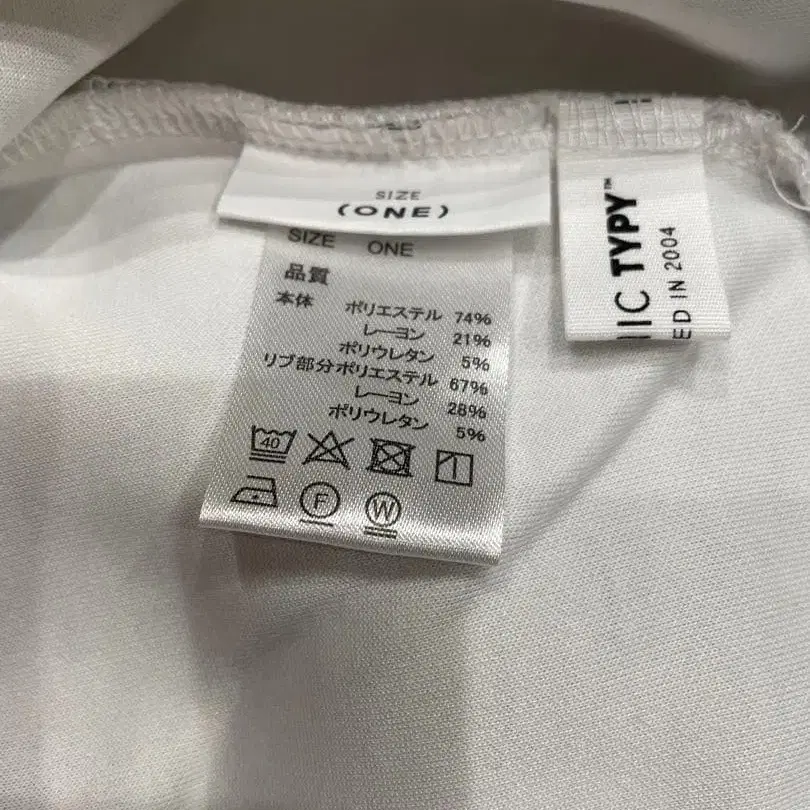 SIZE
(ONE)
SIZE ONE
品質
本体 ポリエステル 74%
レーヨン 21%
ポリウレタン 5%
リブ部分ポリエステル 67%
レーヨン 28%
ポリウレタン 5%
40
F
W
IC TYPY™
ED IN 2004